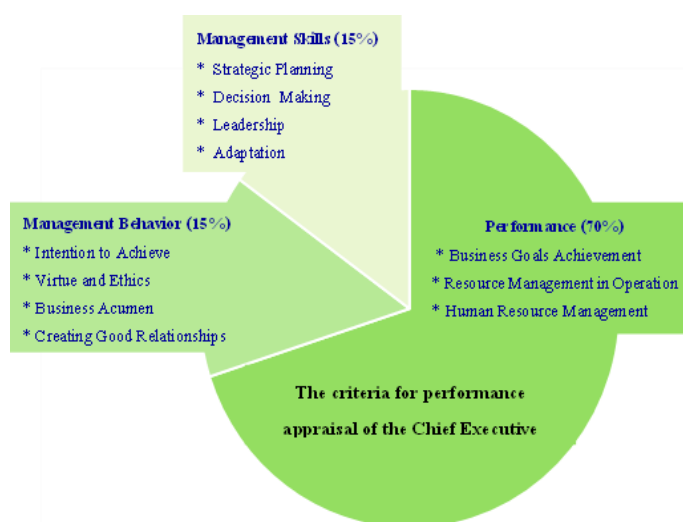 Management Skills (15%)
* Strategic Planning
* Decision Making
* Leadership
* Adaptation
Management Behavior (15%)
* Intention to Achieve
* Virtue and Ethics
* Business Acumen
* Creating Good Relationships
Performance (70%)
* Business Goals Achievement
* Resource Management in Operation
* Human Resource Management
The criteria for performance
appraisal of the Chief Executive